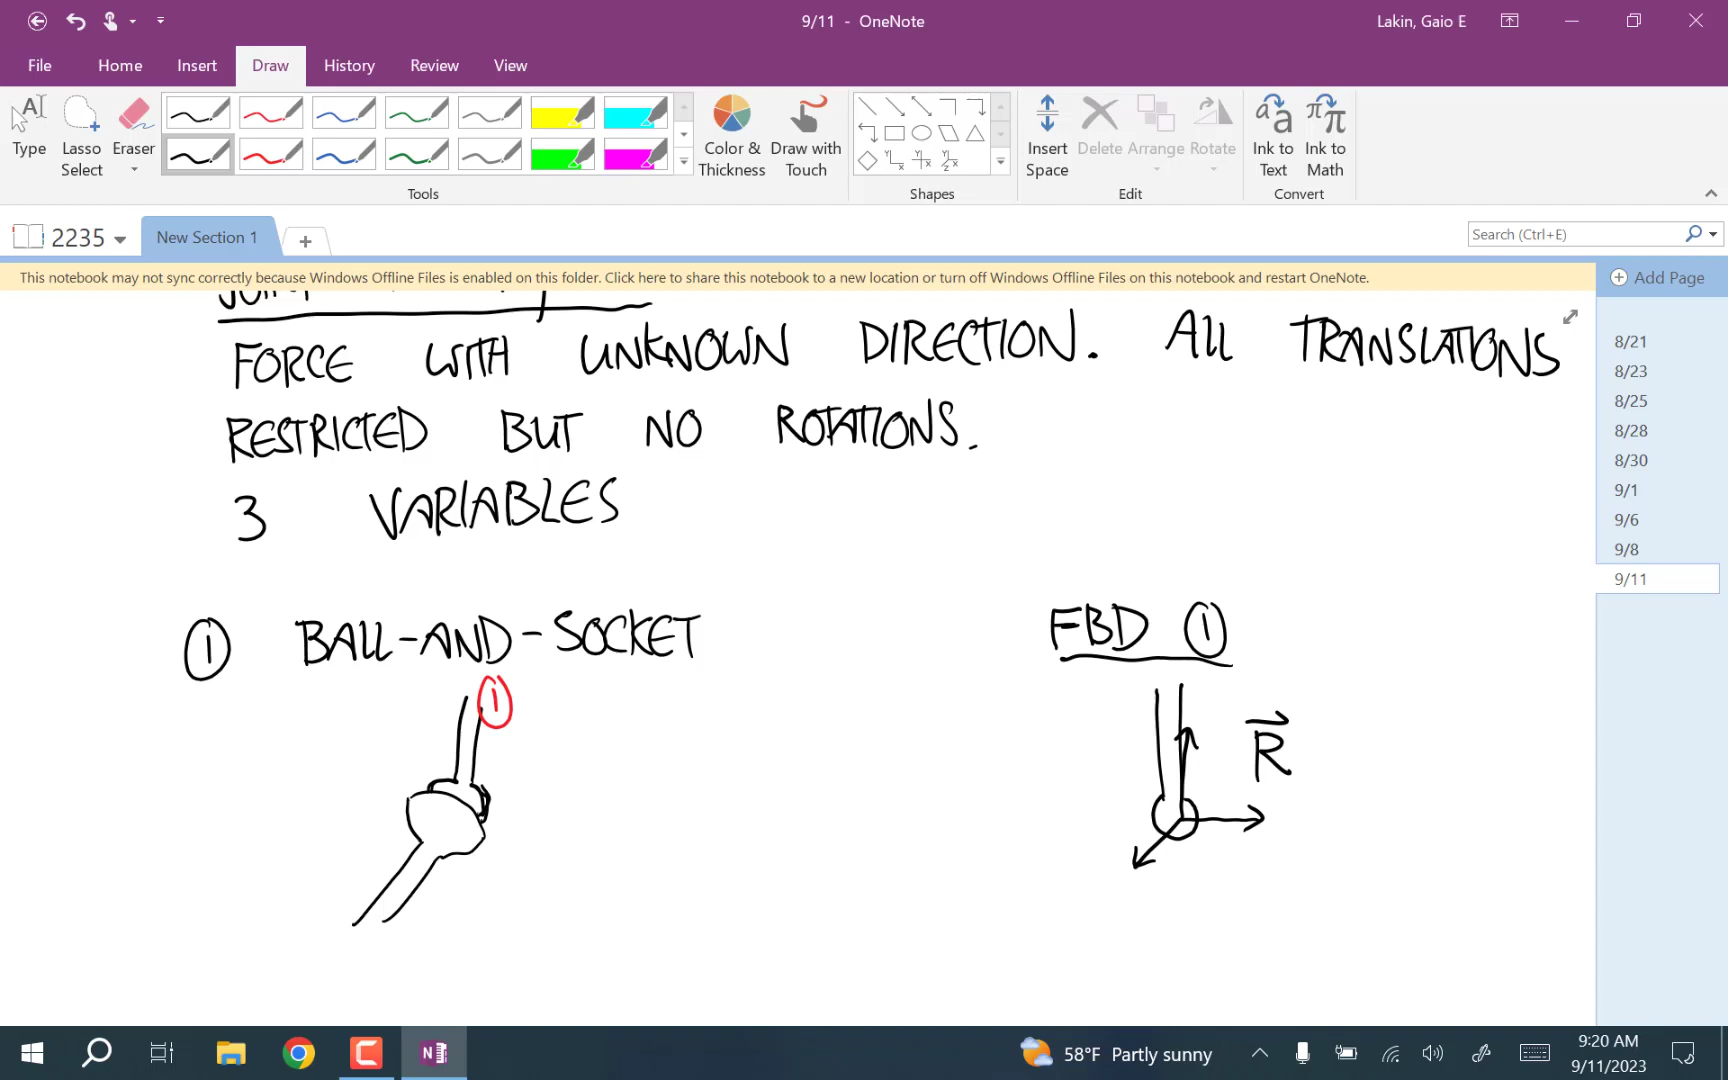 9/11 - OneNote
Lakin, Gaio E
File Home Insert Draw History Review View
Type
Lasso Select
Eraser
Color & Thickness
Draw with Touch
Insert Space
Delete
Arrange
Rotate
Ink to Text
Ink to Math
Tools
Shapes
Edit
Convert
2235
New Section 1
Search (Ctrl+E)
This notebook may not sync correctly because Windows Offline Files is enabled on this folder. Click here to share this notebook to a new location or turn off Windows Offline Files on this notebook and restart OneNote.
Add Page
8/21
8/23
8/25
8/28
8/30
9/1
9/6
9/8
9/11
FORCE WITH UNKNOWN DIRECTION. ALL TRANSLATIONS
RESTRICTED BUT NO ROTATIONS.
3 VARIABLES
① BALL-AND-SOCKET
FBD ①
①
R
58°F Partly sunny
9:20 AM
9/11/2023